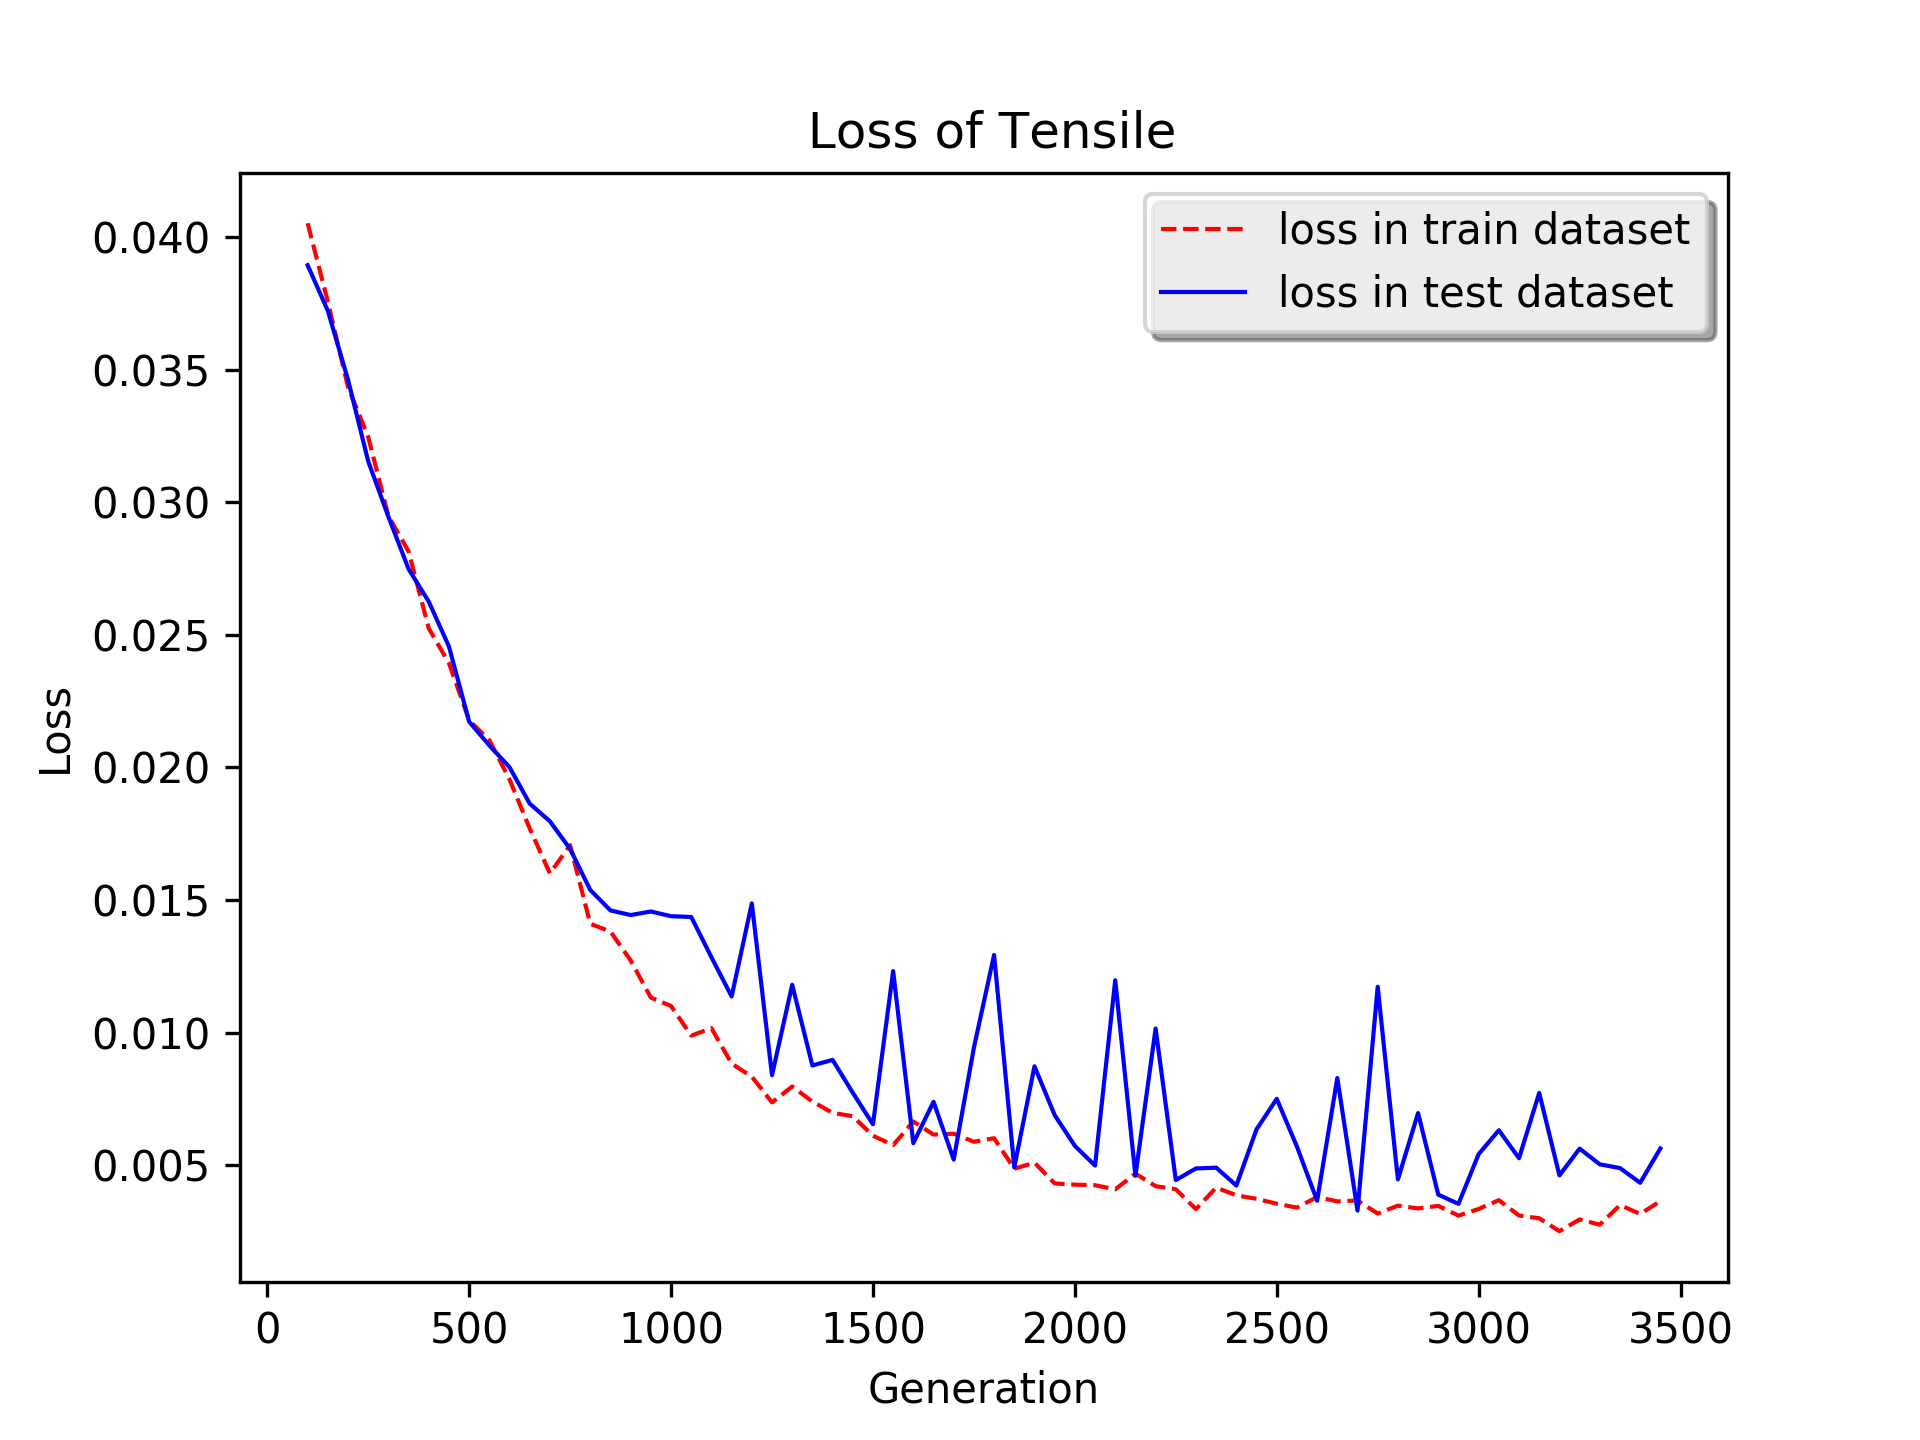 Loss of Tensile
loss in train dataset
loss in test dataset
0.040
0.035
0.030
0.025
0.020
0.015
0.010
0.005
Loss
0 500 1000 1500 2000 2500 3000 3500
Generation